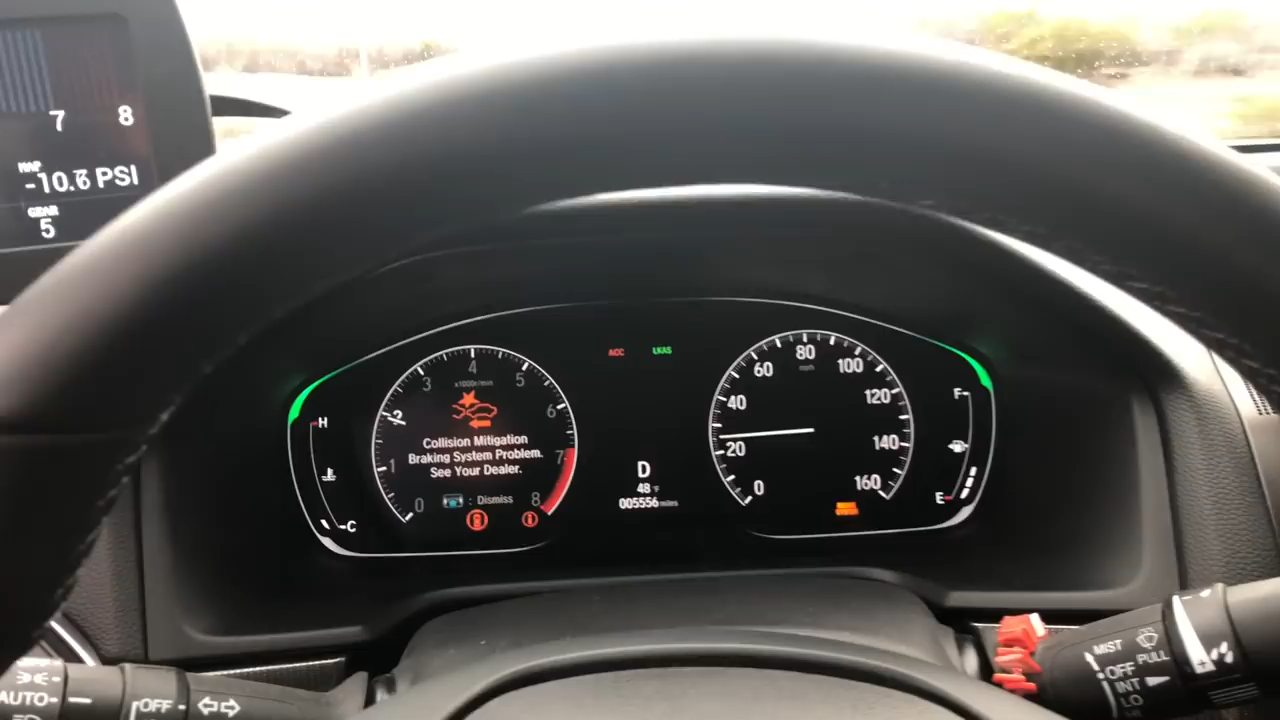 7 8
MAP
-10.6 PSI
GEAR
5
ACC LKAS
0 1 2 3 4 5 6 7 8
x1000r/min
Collision Mitigation
Braking System Problem.
See Your Dealer.
: Dismiss
H
C
D
48 °F
005556 miles
0 20 40 60 80 100 120 140 160
mph
F
E
AUTO
OFF
MIST
OFF
INT
LO
PULL